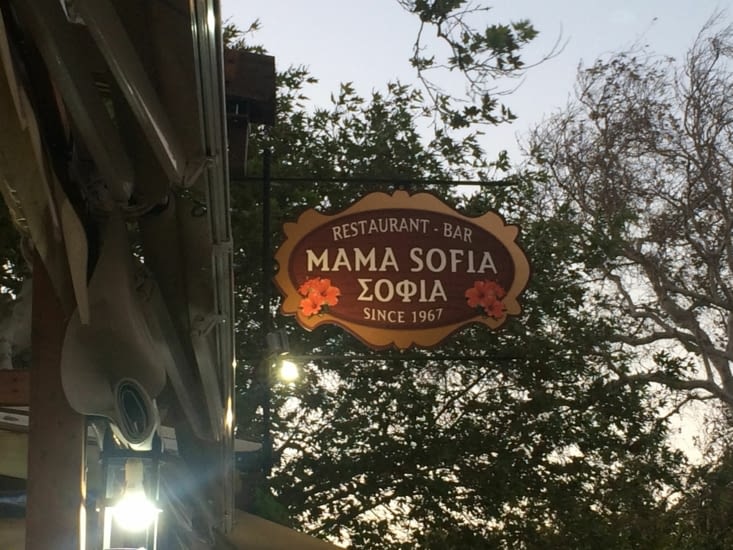 RESTAURANT - BAR
MAMA SOFIA
ΣΟΦΙΑ
SINCE 1967